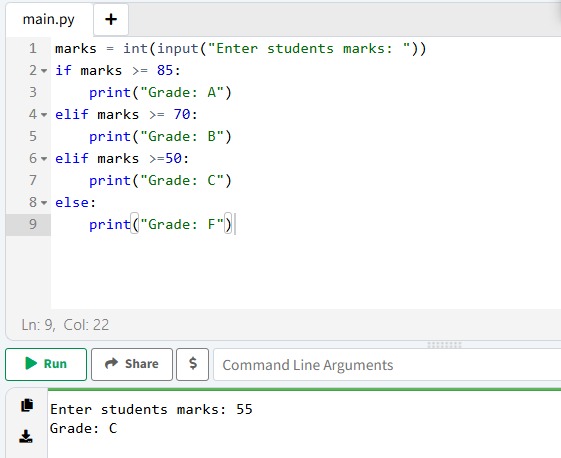 main.py +
1 marks = int(input("Enter students marks: "))
2 if marks >= 85:
3     print("Grade: A")
4 elif marks >= 70:
5     print("Grade: B")
6 elif marks >=50:
7     print("Grade: C")
8 else:
9     print("Grade: F")
Ln: 9, Col: 22
Run Share $ Command Line Arguments
Enter students marks: 55
Grade: C